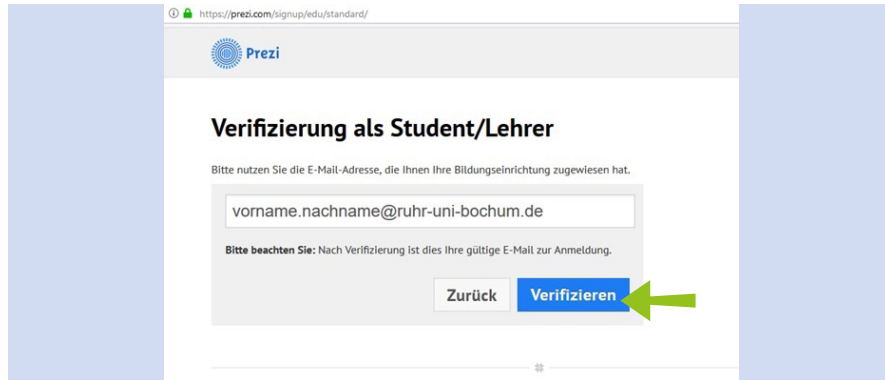 https://prezi.com/signup/edu/standard/
Prezi
Verifizierung als Student/Lehrer
Bitte nutzen Sie die E-Mail-Adresse, die Ihnen Ihre Bildungseinrichtung zugewiesen hat.
vorname.nachname@ruhr-uni-bochum.de
Bitte beachten Sie: Nach Verifizierung ist dies Ihre gültige E-Mail zur Anmeldung.
Zurück Verifizieren